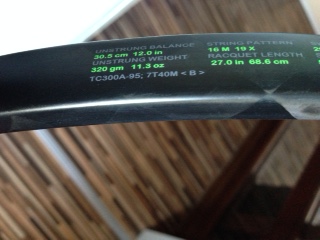 UNSTRUNG BALANCE
30.5 cm 12.0 in
UNSTRUNG WEIGHT
320 gm 11.3 oz
TC300A-95; 7T40M < B >
STRING PATTERN
16 M 19 X
RACQUET LENGTH
27.0 in 68.6 cm